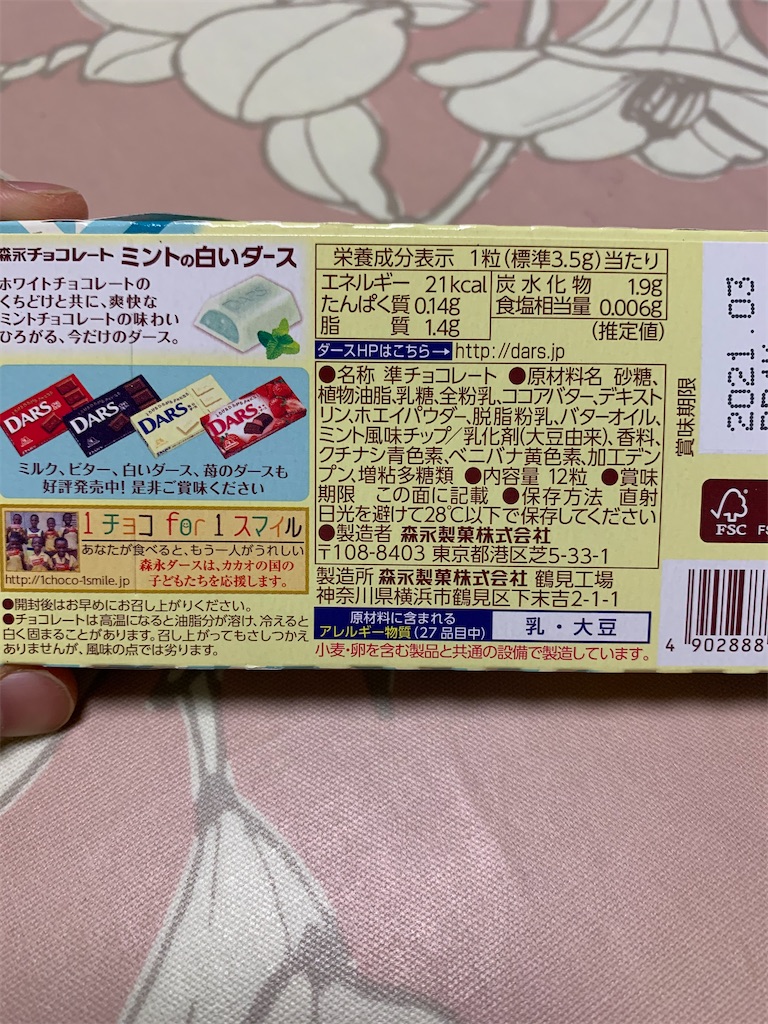 森永チョコレート ミントの白いダース
ホワイトチョコレートの
くちどけと共に、爽快な
ミントチョコレートの味わい
ひろがる、今だけのダース。
DARS
DARS
DARS
DARS
ミルク、ビター、白いダース、苺のダースも
好評発売中!是非ご賞味ください
1 チョコ for 1 スマイル
あなたが食べると、もう一人がうれしい
森永ダースは、カカオの国の
子どもたちを応援します。
http://1choco-1smile.jp
●開封後はお早めにお召し上がりください。
●チョコレートは高温になると油脂分が溶け、冷えると
白く固まることがあります。召し上がってもさしつかえ
ありませんが、風味の点では劣ります。
栄養成分表示 1粒(標準3.5g)当たり
エネルギー 21kcal 炭水化物 1.9g
たんぱく質 0.14g 食塩相当量 0.006g
脂質 1.4g (推定値)
ダースHPはこちら→ http://dars.jp
●名称 準チョコレート ●原材料名 砂糖、
植物油脂、乳糖、全粉乳、ココアバター、デキスト
リン、ホエイパウダー、脱脂粉乳、バターオイル、
ミント風味チップ/乳化剤(大豆由来)、香料、
クチナシ青色素、ベニバナ黄色素、加工デン
プン、増粘多糖類 ●内容量 12粒 ●賞味
期限 この面に記載 ●保存方法 直射
日光を避けて28℃以下で保存してください
●製造者 森永製菓株式会社
〒108-8403 東京都港区芝5-33-1
製造所 森永製菓株式会社 鶴見工場
神奈川県横浜市鶴見区下末吉2-1-1
原材料に含まれる
アレルギー物質(27品目中) 乳・大豆
小麦・卵を含む製品と共通の設備で製造しています。
賞味期限
2021.03
FSC
4 902888